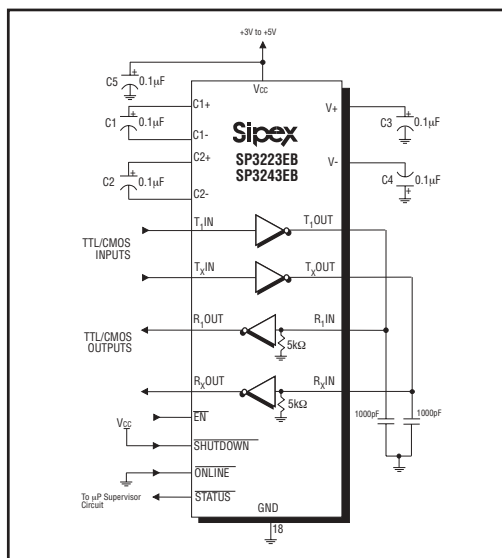 +3V to +5V
VCC
C5
+
0.1µF
C1+
C1
+
0.1µF
C1-
C2+
C2
+
0.1µF
C2-
Sipex
SP3223EB
SP3243EB
V+
C3
+
0.1µF
V-
C4
+
0.1µF
TTL/CMOS
INPUTS
T1IN
T1OUT
TXIN
TXOUT
TTL/CMOS
OUTPUTS
R1OUT
R1IN
5kΩ
RXOUT
RXIN
5kΩ
1000pF
1000pF
EN
VCC
SHUTDOWN
ONLINE
To µP Supervisor
Circuit
STATUS
GND
18